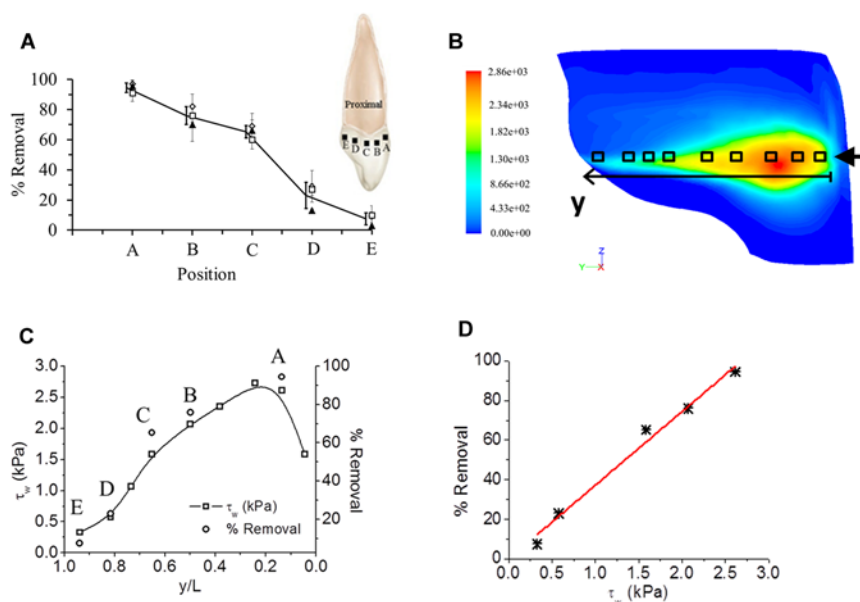 A
% Removal
100
80
60
40
20
0
A B C D E
Position
Proximal
E D C B A
B
2.86e+03
2.34e+03
1.73e+03
1.30e+03
8.66e+02
4.33e+02
0.00e+00
y
Z
Y X
C
τw (kPa)
3.0
2.5
2.0
1.5
1.0
0.5
0.0
E
D
C
B
A
τw (kPa)
% Removal
1.0 0.8 0.6 0.4 0.2 0.0
y/L
100
80
60
40
20
% Removal
D
% Removal
100
80
60
40
20
0
0.0 0.5 1.0 1.5 2.0 2.5 3.0
τw (kPa)